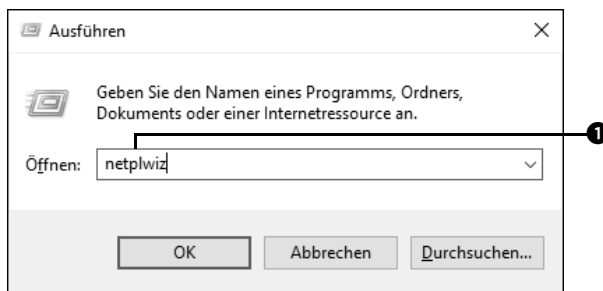 Ausführen
Geben Sie den Namen eines Programms, Ordners,
Dokuments oder einer Internetressource an.
1
Öffnen: netplwiz
OK Abbrechen Durchsuchen...